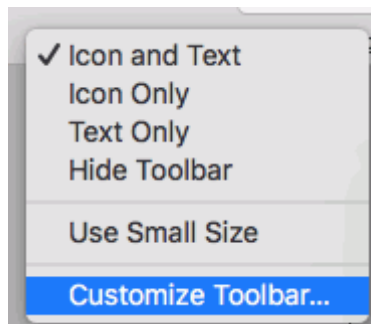 ✓ Icon and Text
Icon Only
Text Only
Hide Toolbar
Use Small Size
Customize Toolbar...